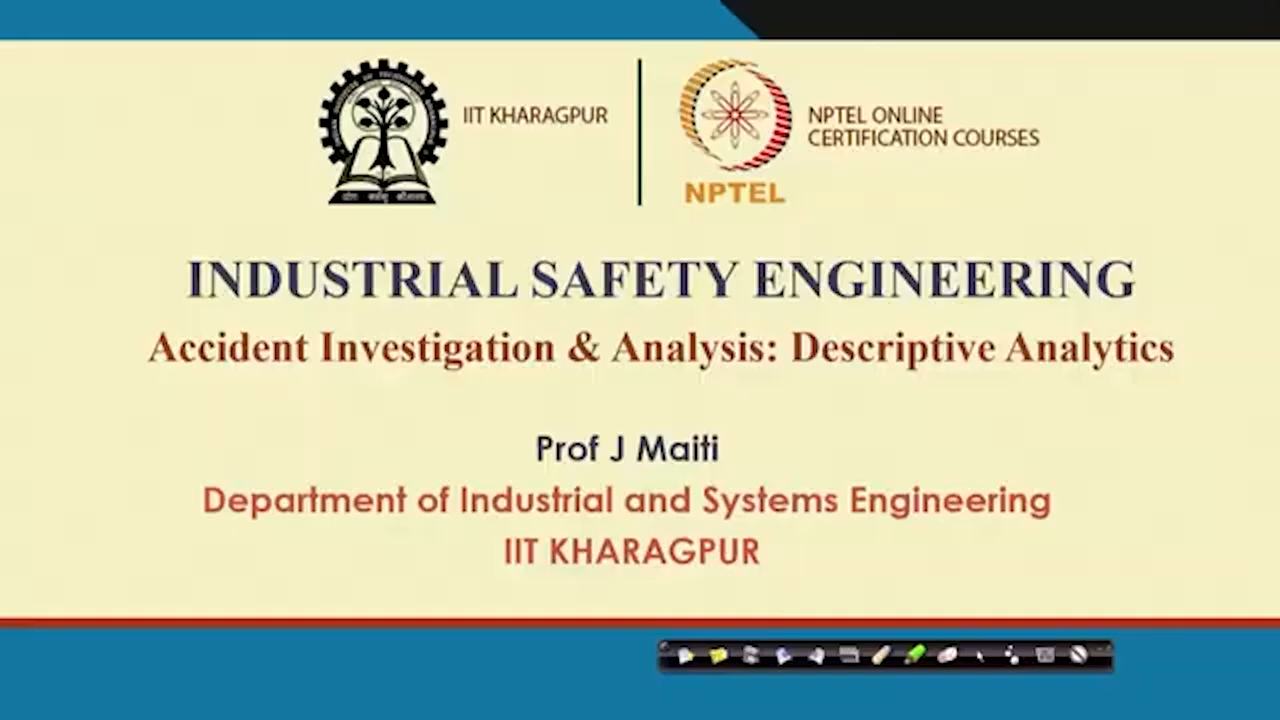 IIT KHARAGPUR
NPTEL ONLINE
CERTIFICATION COURSES
NPTEL
INDUSTRIAL SAFETY ENGINEERING
Accident Investigation & Analysis: Descriptive Analytics
Prof J Maiti
Department of Industrial and Systems Engineering
IIT KHARAGPUR